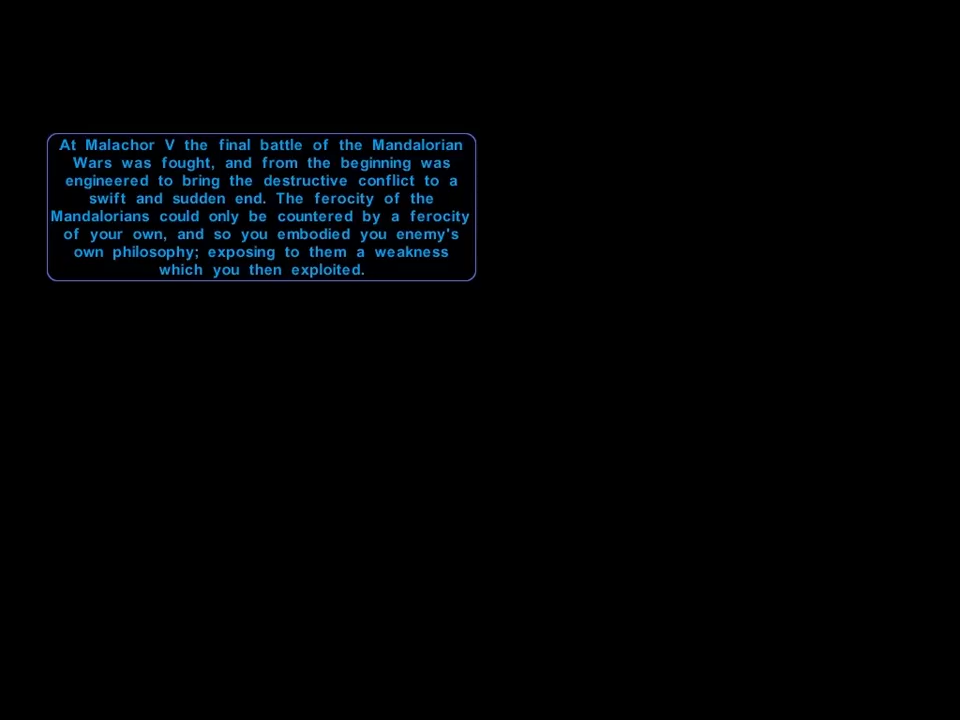 At Malachor V the final battle of the Mandalorian
Wars was fought, and from the beginning was
engineered to bring the destructive conflict to a
swift and sudden end. The ferocity of the
Mandalorians could only be countered by a ferocity
of your own, and so you embodied you enemy's
own philosophy; exposing to them a weakness
which you then exploited.